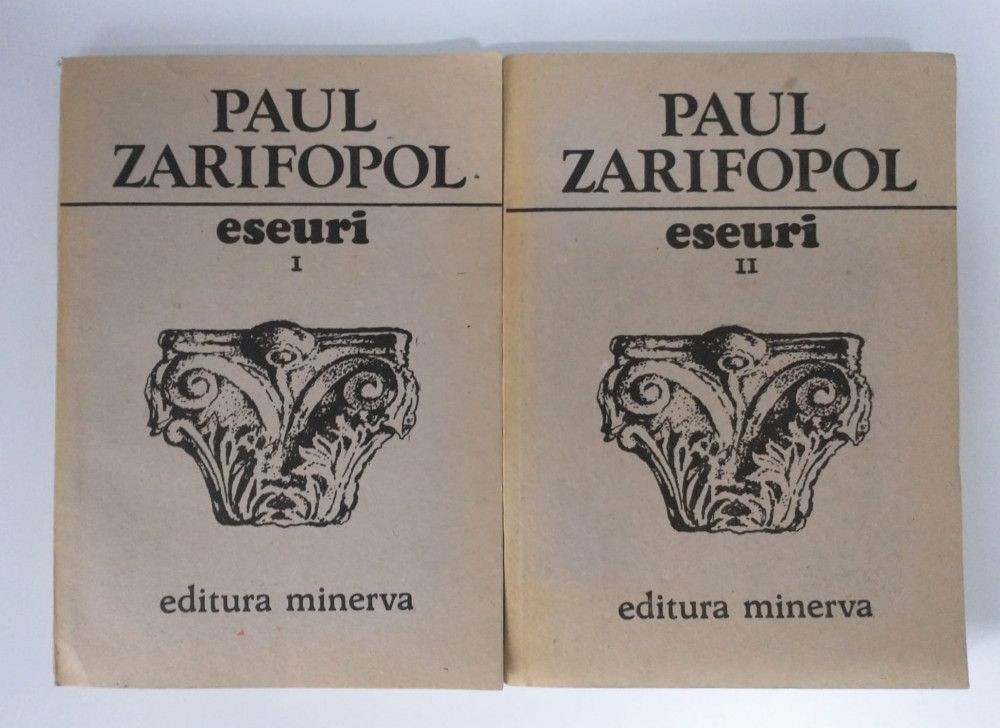 PAUL
ZARIFOPOL
eseuri
I
editura minerva
PAUL
ZARIFOPOL
eseuri
II
editura minerva